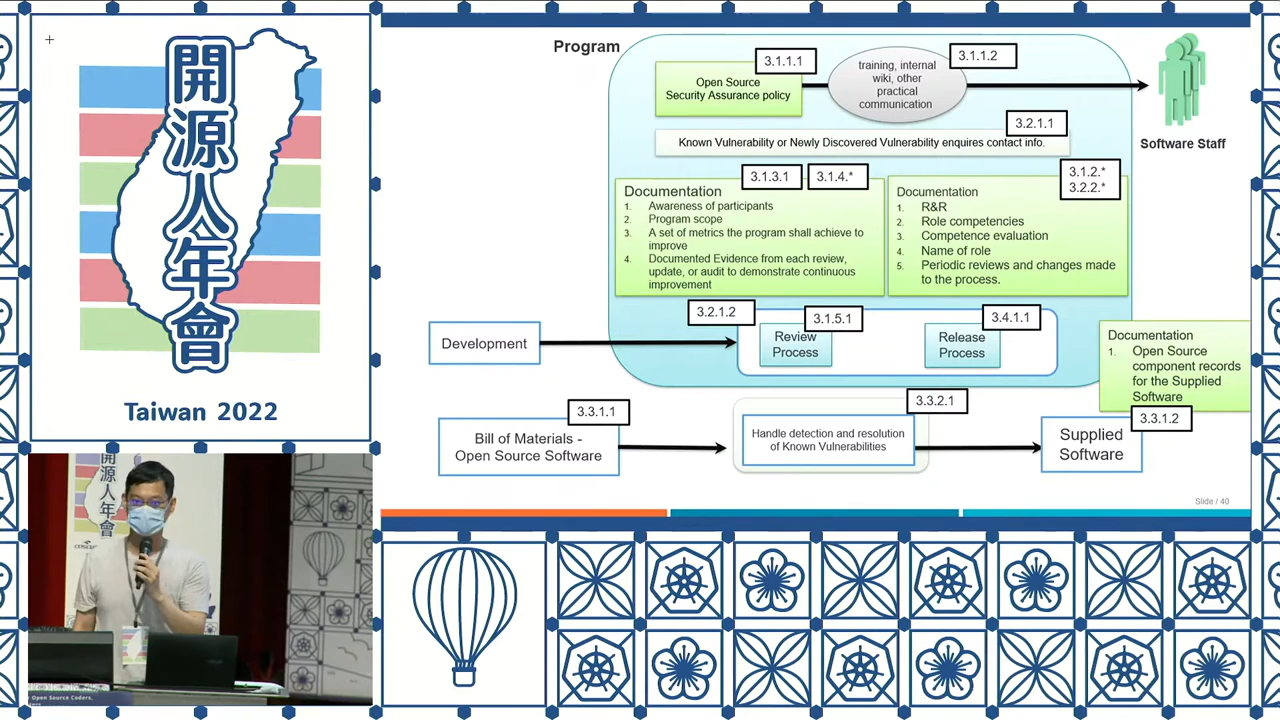 開源人年會
Taiwan 2022
Program
3.1.1.1
Open Source
Security Assurance policy
training, internal
wiki, other
practical
communication
3.1.1.2
Software Staff
3.2.1.1
Known Vulnerability or Newly Discovered Vulnerability enquires contact info.
3.1.3.1
3.1.4.*
Documentation
1. Awareness of participants
2. Program scope
3. A set of metrics the program shall achieve to
improve
4. Documented Evidence from each review,
update, or audit to demonstrate continuous
improvement
3.1.2.*
3.2.2.*
Documentation
1. R&R
2. Role competencies
3. Competence evaluation
4. Name of role
5. Periodic reviews and changes made
to the process.
Development
3.2.1.2
3.1.5.1
Review
Process
3.4.1.1
Release
Process
Documentation
1. Open Source
component records
for the Supplied
Software
3.3.1.1
Bill of Materials -
Open Source Software
3.3.2.1
Handle detection and resolution
of Known Vulnerabilities
3.3.1.2
Supplied
Software
Slide / 40
開源人年會
Open Source Coders,